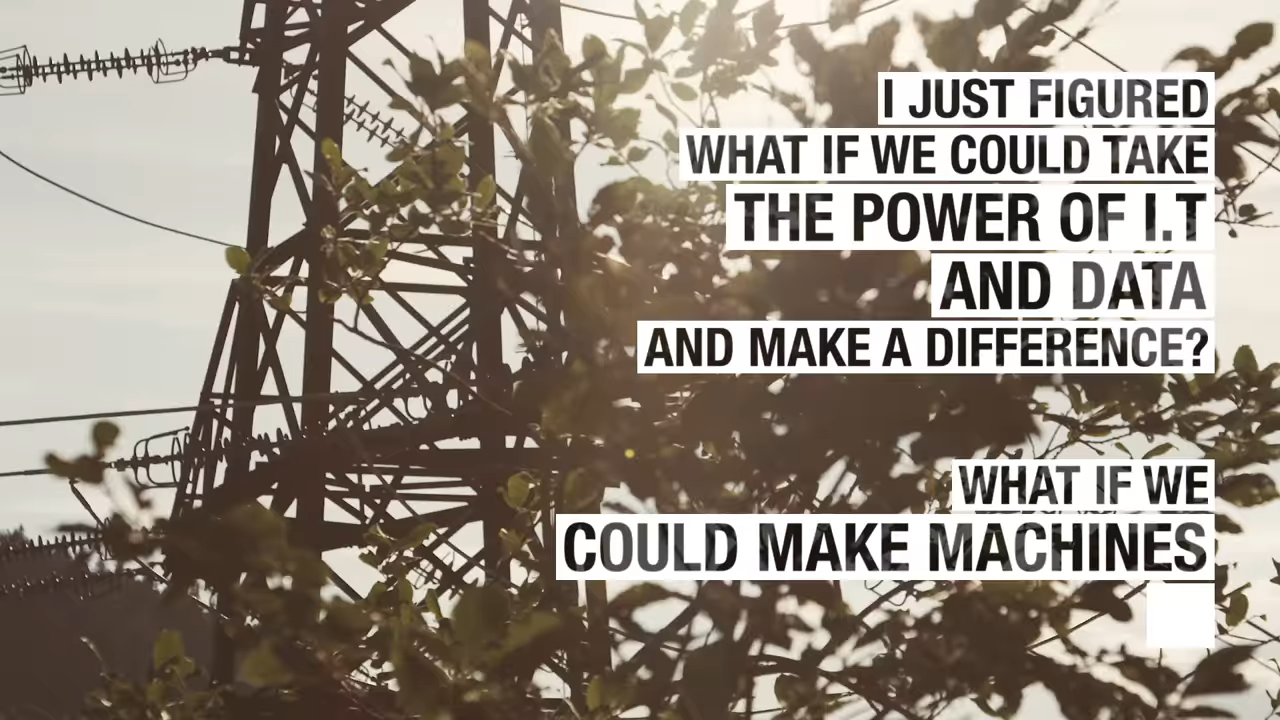 I JUST FIGURED
WHAT IF WE COULD TAKE
THE POWER OF I.T
AND DATA
AND MAKE A DIFFERENCE?
WHAT IF WE
COULD MAKE MACHINES